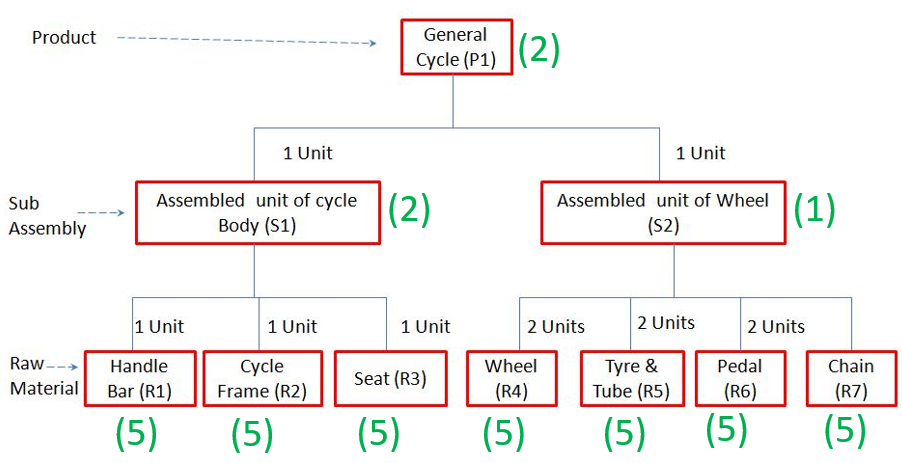 Product
General
Cycle (P1)
(2)
1 Unit
1 Unit
Sub
Assembly
Assembled unit of cycle
Body (S1)
(2)
Assembled unit of Wheel
(S2)
(1)
1 Unit
1 Unit
1 Unit
2 Units
2 Units
2 Units
Raw
Material
Handle
Bar (R1)
Cycle
Frame (R2)
Seat (R3)
Wheel
(R4)
Tyre &
Tube (R5)
Pedal
(R6)
Chain
(R7)
(5)
(5)
(5)
(5)
(5)
(5)
(5)